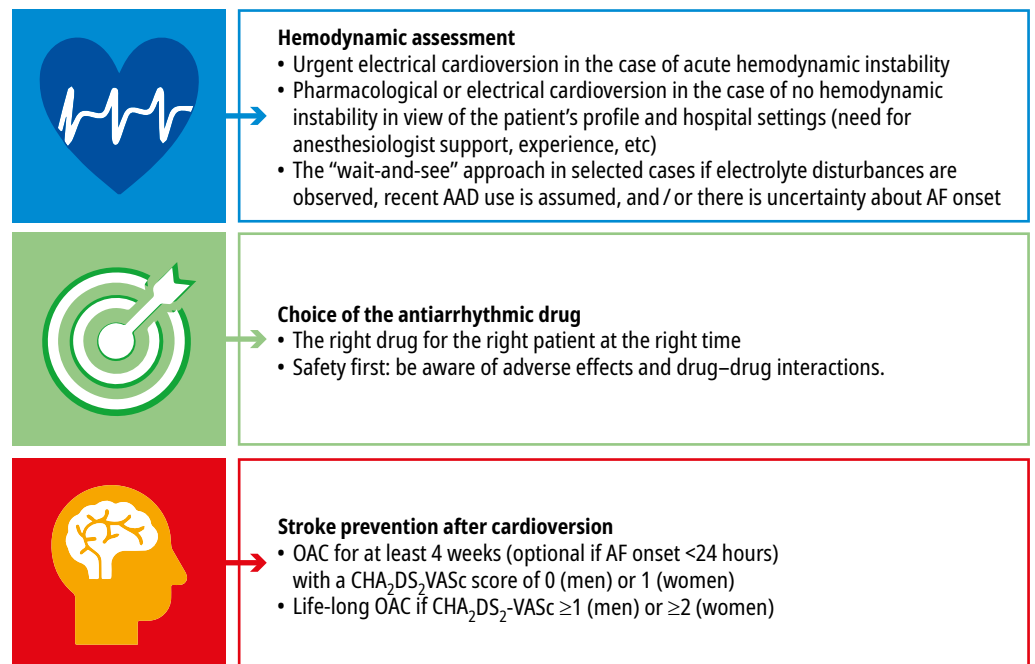 Hemodynamic assessment
• Urgent electrical cardioversion in the case of acute hemodynamic instability
• Pharmacological or electrical cardioversion in the case of no hemodynamic
instability in view of the patient’s profile and hospital settings (need for
anesthesiologist support, experience, etc)
• The “wait-and-see” approach in selected cases if electrolyte disturbances are
observed, recent AAD use is assumed, and / or there is uncertainty about AF onset
Choice of the antiarrhythmic drug
• The right drug for the right patient at the right time
• Safety first: be aware of adverse effects and drug–drug interactions.
Stroke prevention after cardioversion
• OAC for at least 4 weeks (optional if AF onset <24 hours)
with a CHA₂DS₂VASc score of 0 (men) or 1 (women)
• Life-long OAC if CHA₂DS₂-VASc ≥1 (men) or ≥2 (women)